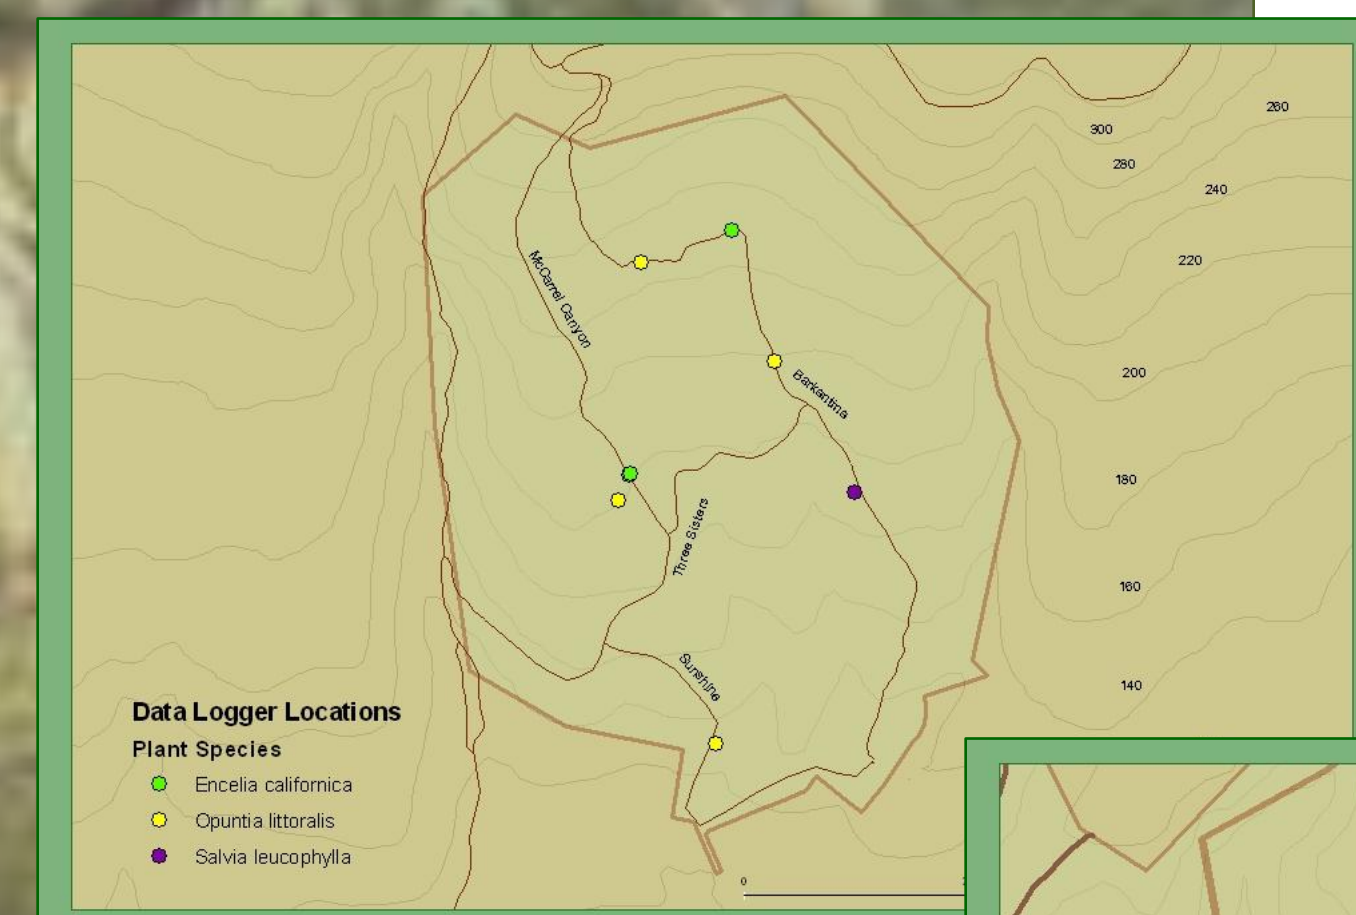 260
300
280
240
220
McCarrel Canyon
200
Barkentine
180
Three Sisters
160
Sunshine
140
Data Logger Locations
Plant Species
Encelia californica
Opuntia littoralis
Salvia leucophylla
0